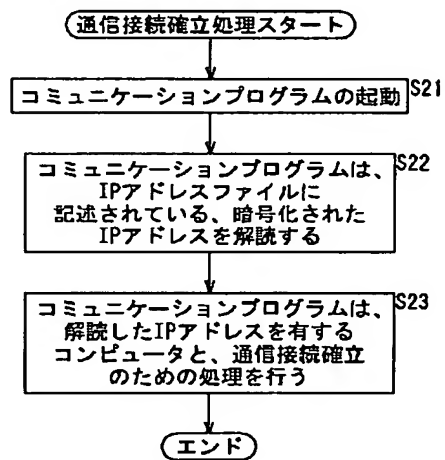 通信接続確立処理スタート
コミュニケーションプログラムの起動
S21
コミュニケーションプログラムは、
IPアドレスファイルに
記述されている、暗号化された
IPアドレスを解読する
S22
コミュニケーションプログラムは、
解読したIPアドレスを有する
コンピュータと、通信接続確立
のための処理を行う
S23
エンド